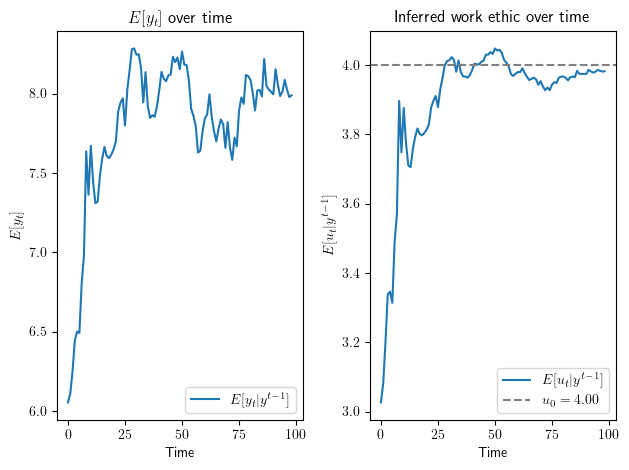 E[y_t] over time
8.0
7.5
7.0
6.5
6.0
E[y_t]
0
25
50
75
100
Time
E[y_t|y^{t−1}]
Inferred work ethic over time
4.0
3.8
3.6
3.4
3.2
3.0
E[u_t|y^{t−1}]
0
25
50
75
100
Time
E[u_t|y^{t−1}]
u_0 = 4.00